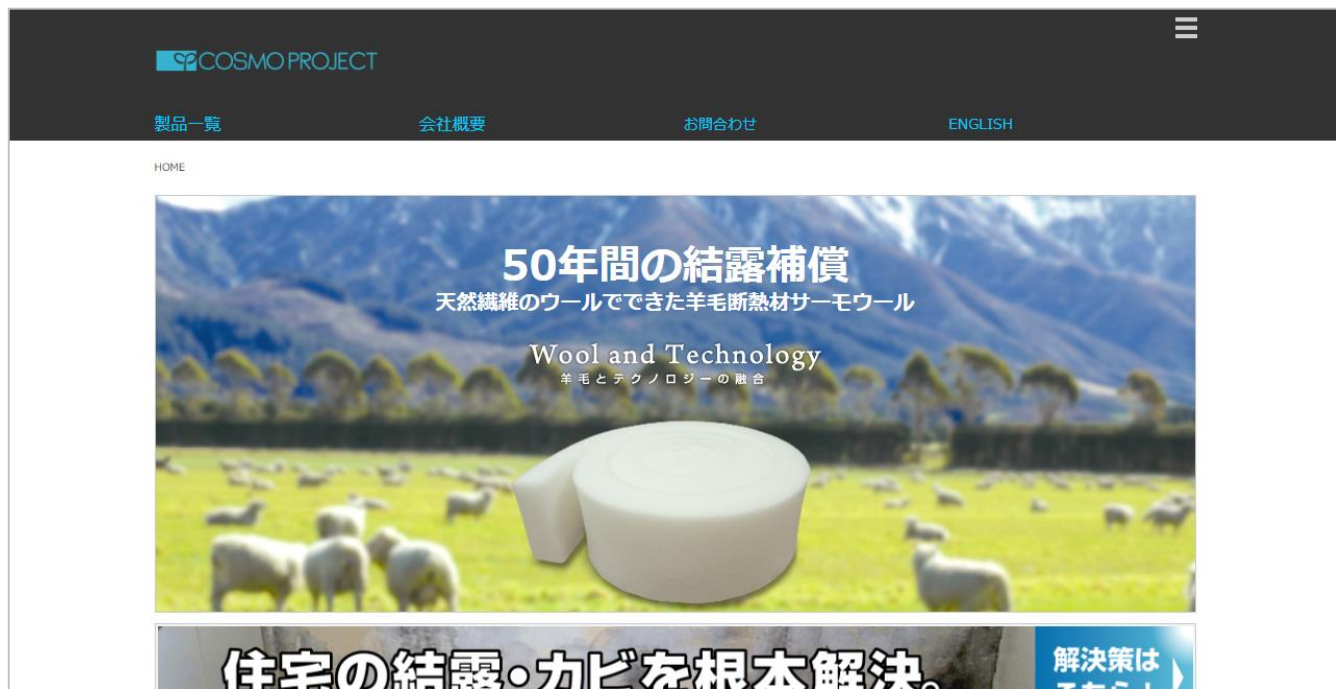 COSMO PROJECT
製品一覧
会社概要
お問合わせ
ENGLISH
HOME
50年間の結露補償
天然繊維のウールでできた羊毛断熱材サーモウール
Wool and Technology
羊毛とテクノロジーの融合
住宅の結露・カビを根本解決。
解決策は
こちら!